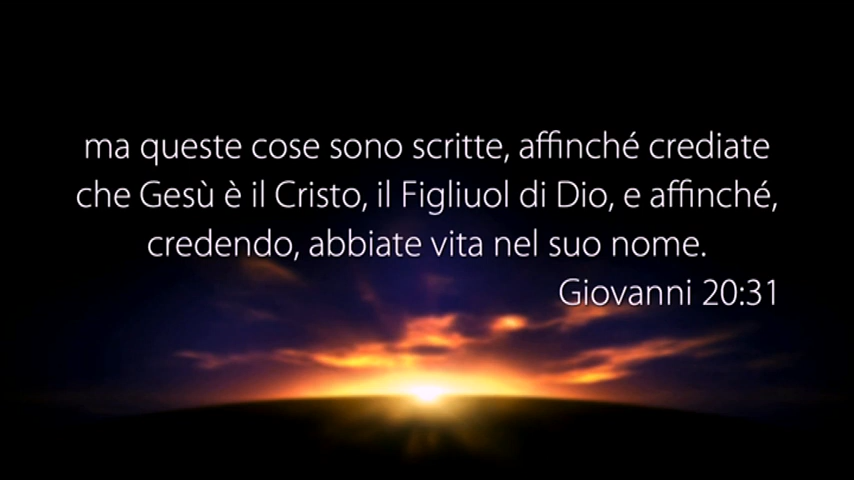 ma queste cose sono scritte, affinché crediate
che Gesù è il Cristo, il Figliuol di Dio, e affinché,
credendo, abbiate vita nel suo nome.
Giovanni 20:31